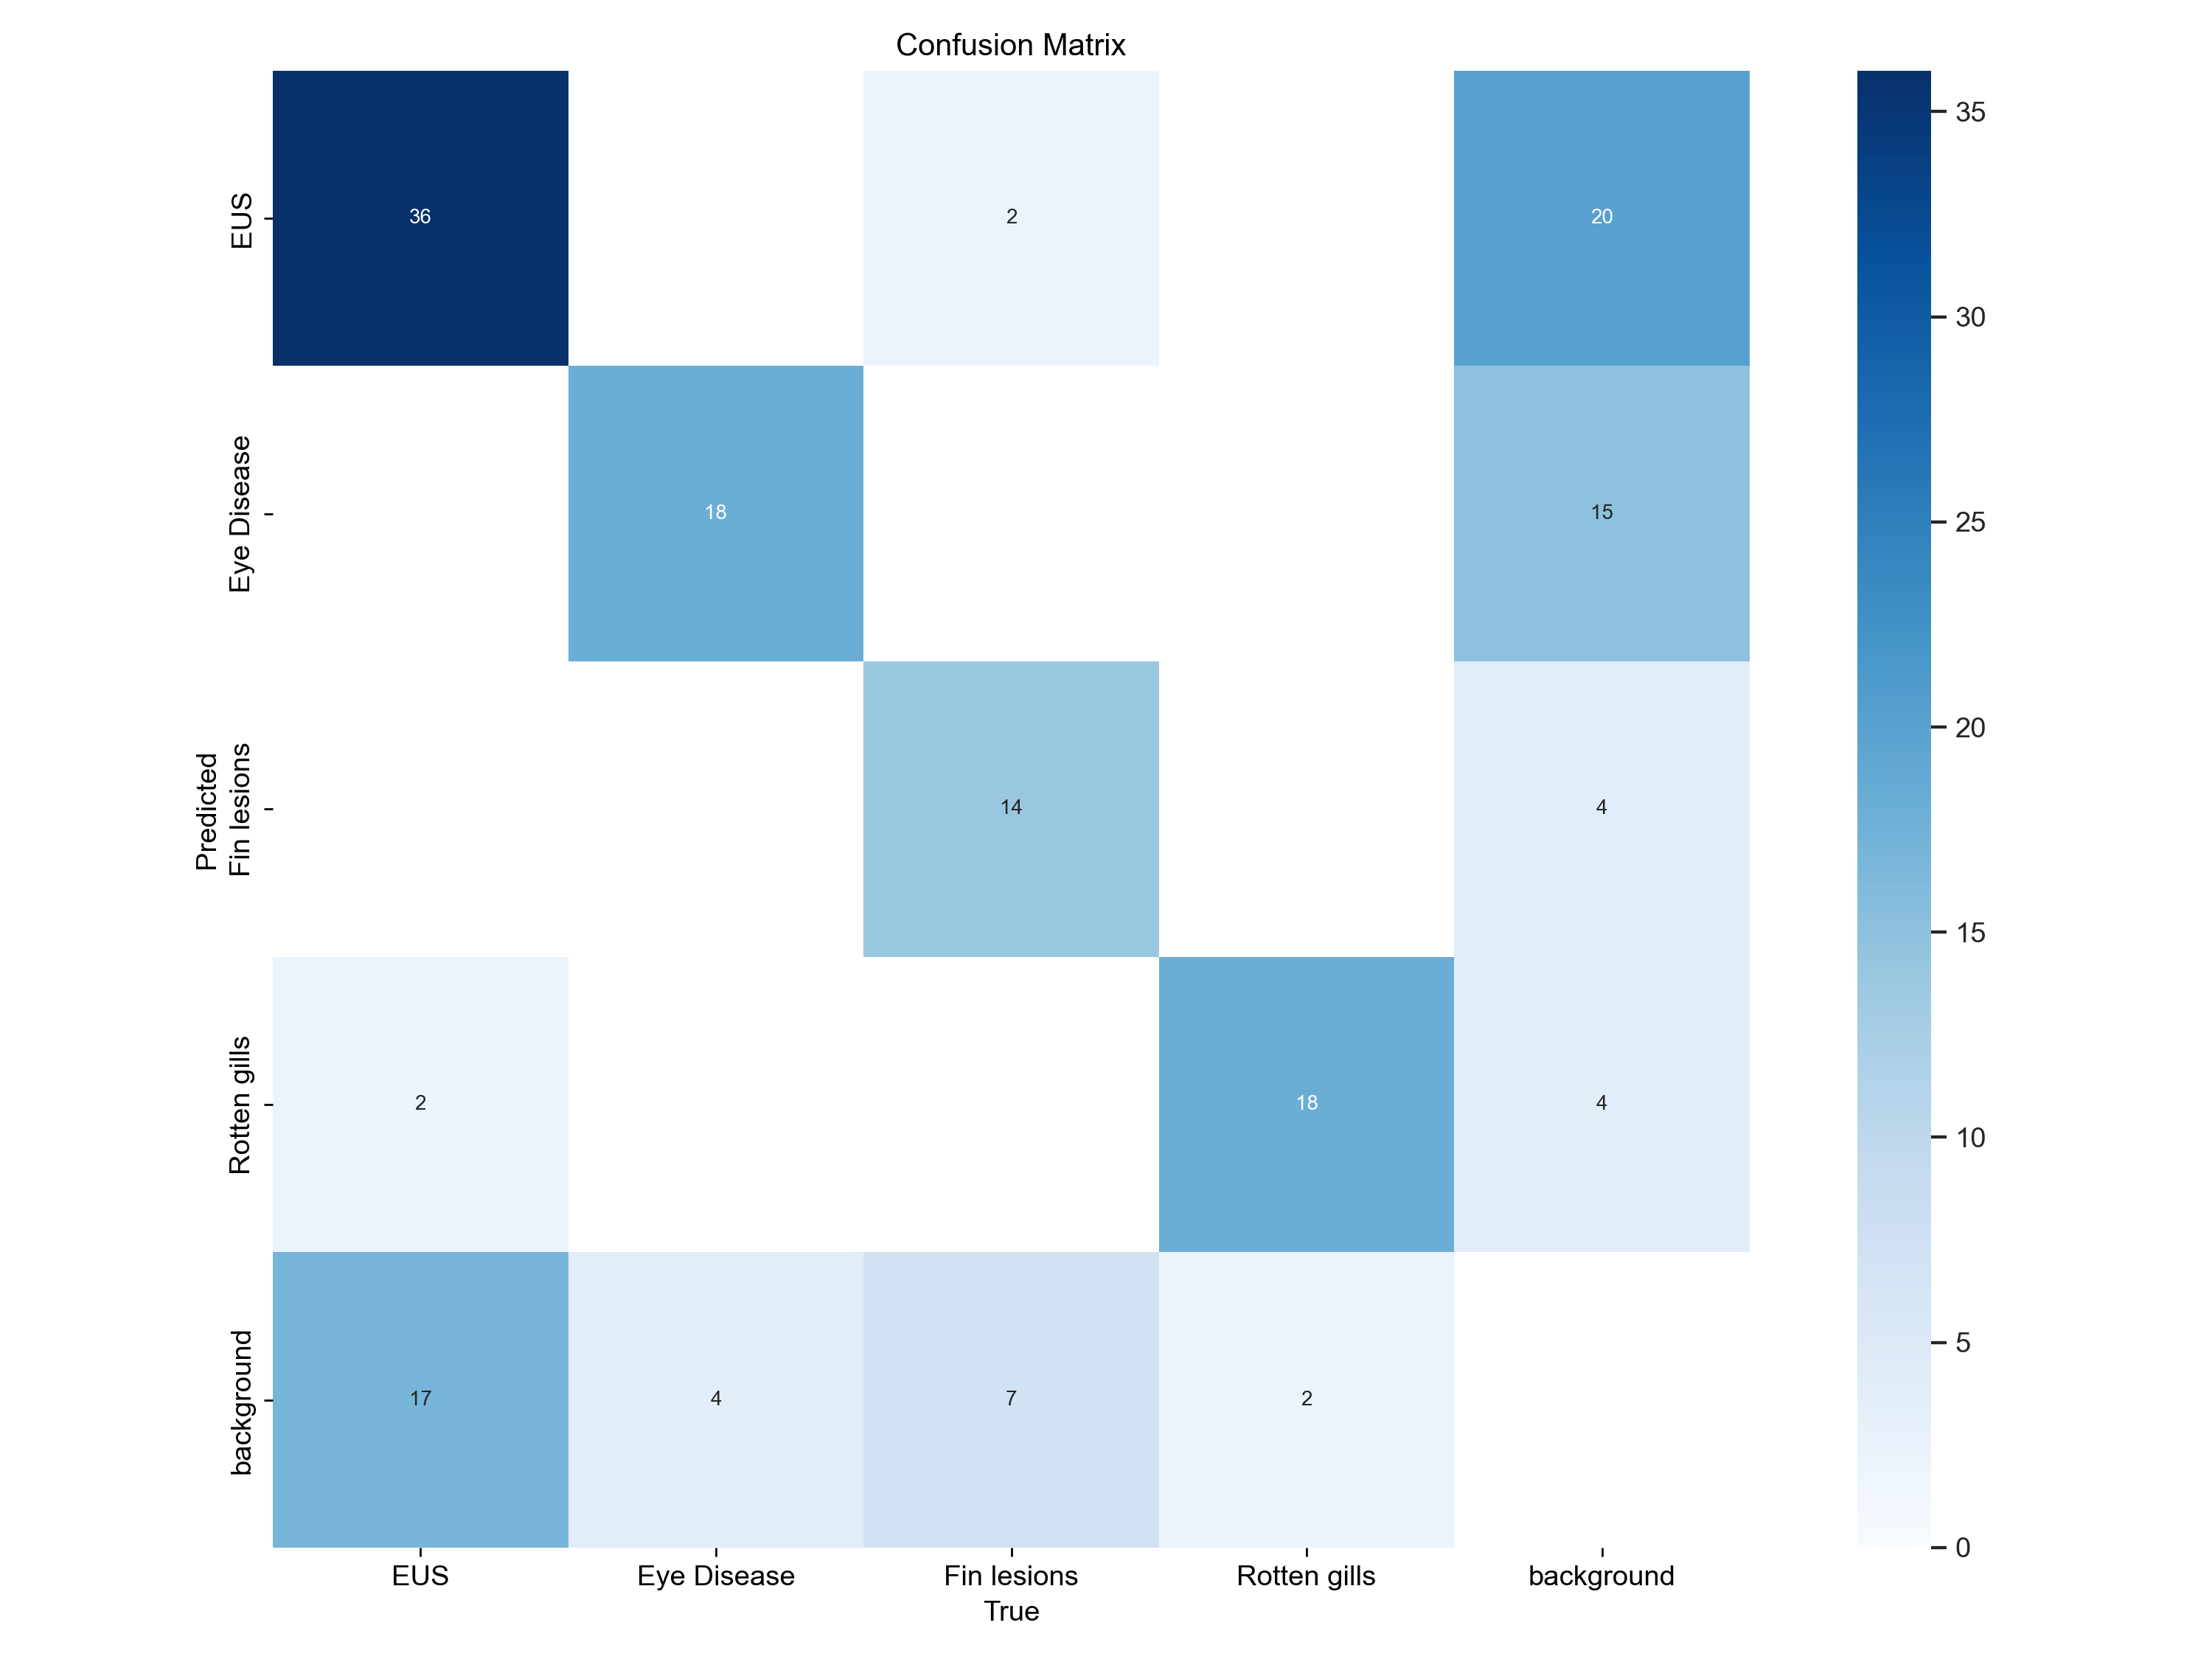 Confusion Matrix
EUS
36
2
20
Eye Disease
18
15
Predicted
Fin lesions
14
4
Rotten gills
2
18
4
background
17
4
7
2
EUS
Eye Disease
Fin lesions
Rotten gills
background
True
35
30
25
20
15
10
5
0